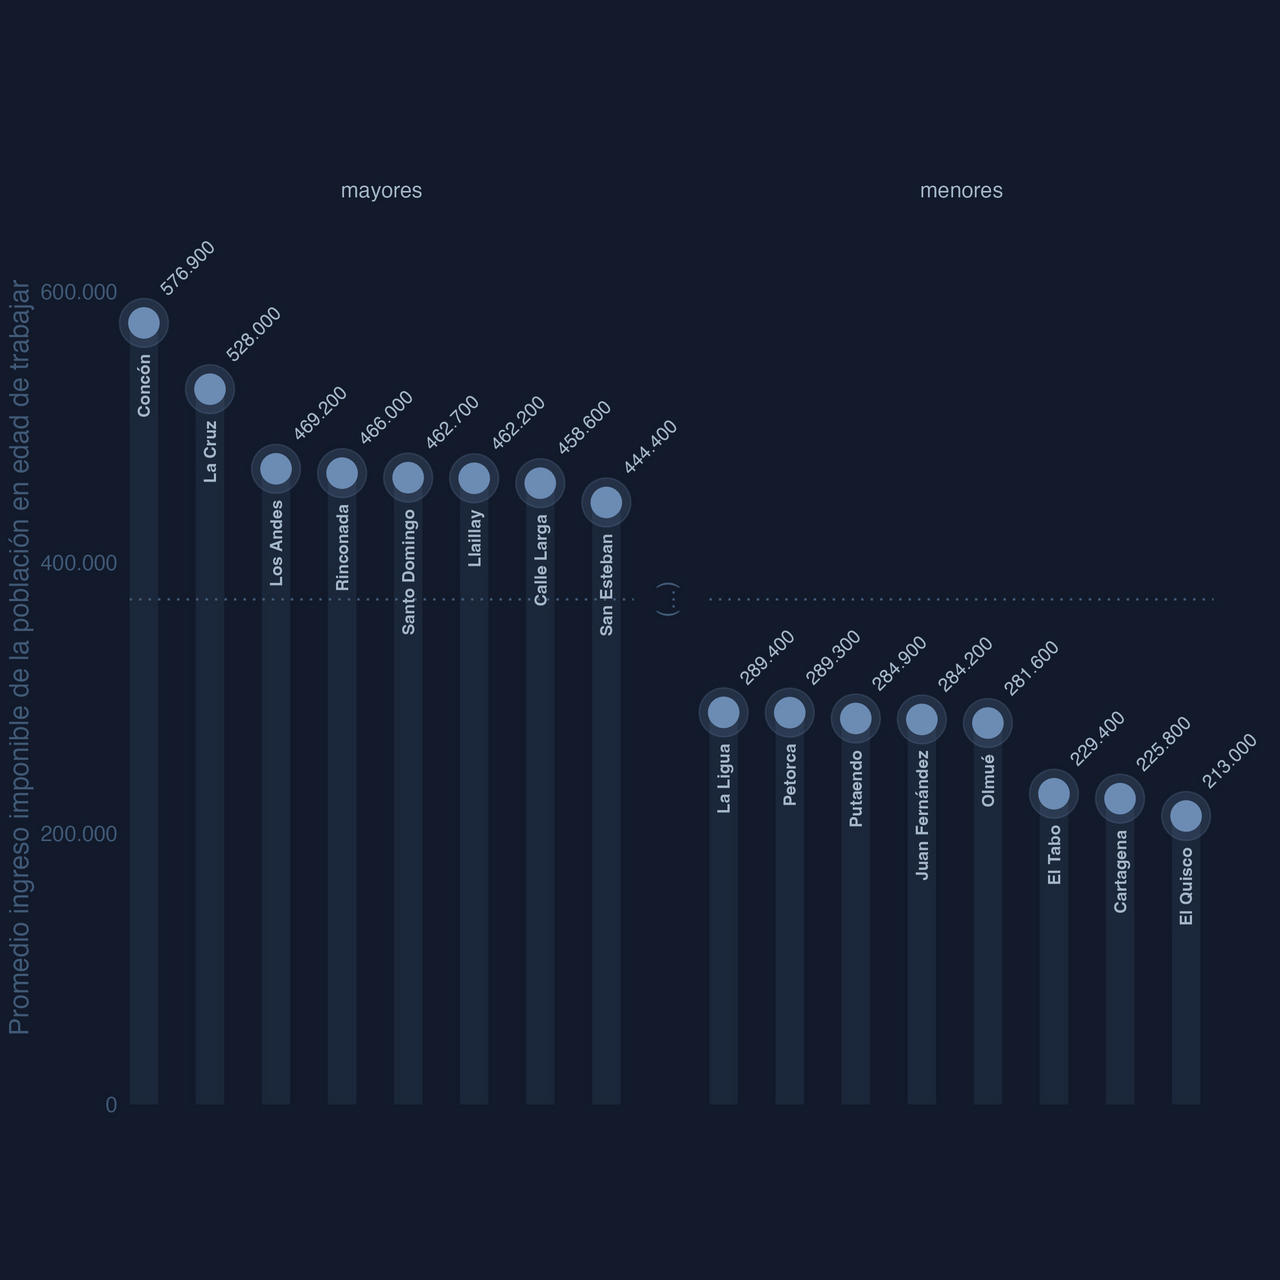 mayores
menores
Promedio ingreso imponible de la población en edad de trabajar
600.000
400.000
200.000
0
576.900
Concón
528.000
La Cruz
469.200
Los Andes
466.000
Rinconada
462.700
Santo Domingo
462.200
Llaillay
458.600
Calle Larga
444.400
San Esteban
(...)
289.400
La Ligua
289.300
Petorca
284.900
Putaendo
284.200
Juan Fernández
281.600
Olmué
229.400
El Tabo
225.800
Cartagena
213.000
El Quisco